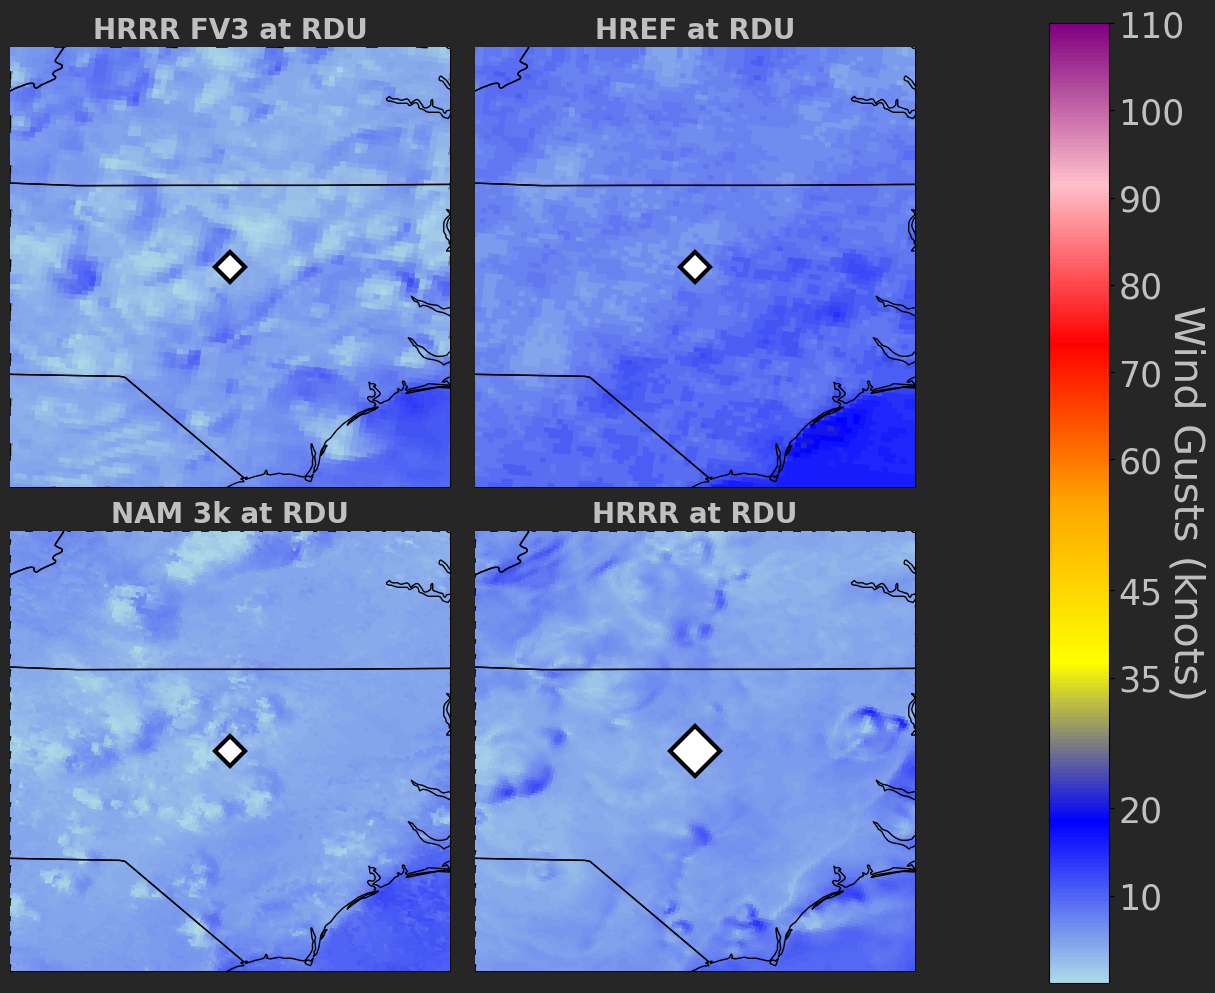 HRRR FV3 at RDU
HREF at RDU
NAM 3k at RDU
HRRR at RDU
110
100
90
80
70
60
45
35
20
10
Wind Gusts (knots)